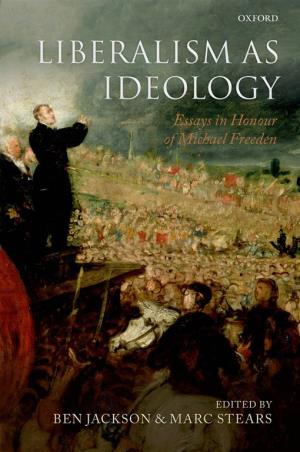 OXFORD
LIBERALISM AS
IDEOLOGY
Essays in Honour
of Michael Freeden
EDITED BY
BEN JACKSON & MARC STEARS